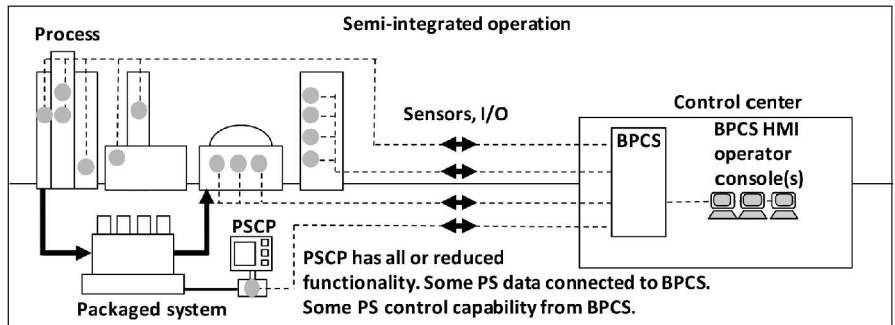 Semi-integrated operation
Process
Sensors, I/O
Control center
BPCS
BPCS HMI
operator
console(s)
PSCP
PSCP has all or reduced
functionality. Some PS data connected to BPCS.
Some PS control capability from BPCS.
Packaged system